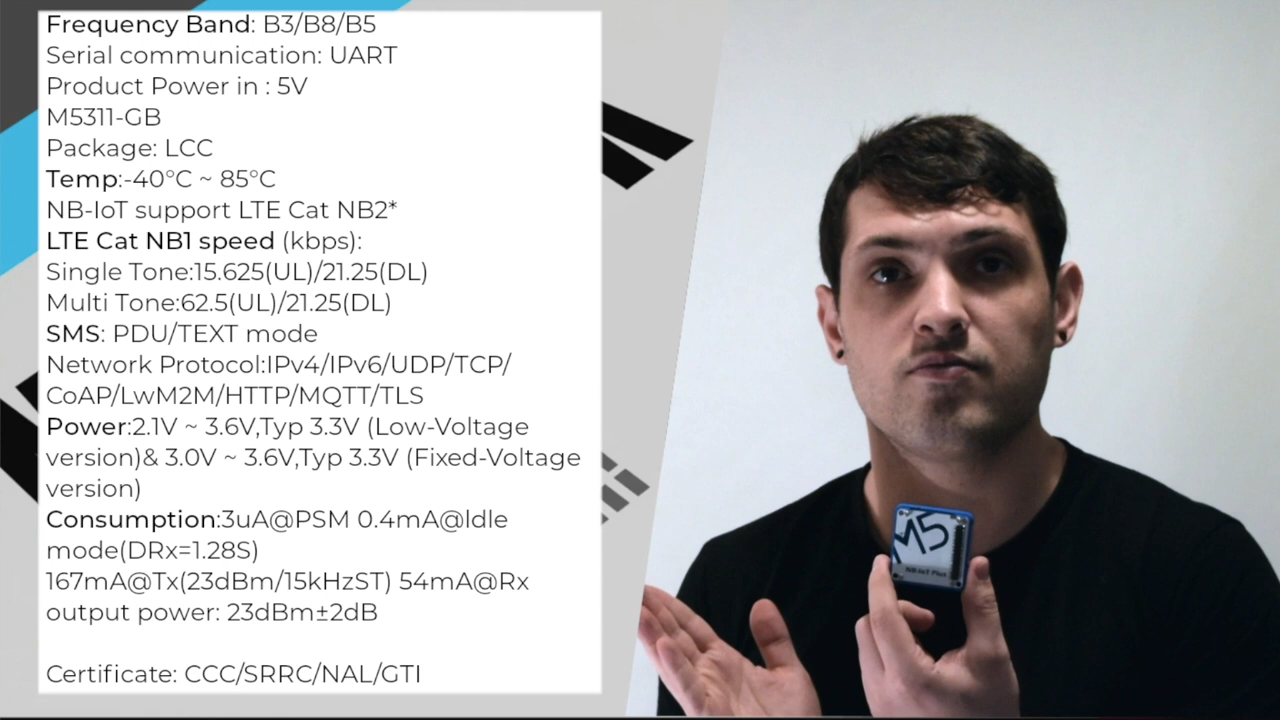 Frequency Band: B3/B8/B5
Serial communication: UART
Product Power in : 5V
M5311-GB
Package: LCC
Temp:-40°C ~ 85°C
NB-IoT support LTE Cat NB2*
LTE Cat NB1 speed (kbps):
Single Tone:15.625(UL)/21.25(DL)
Multi Tone:62.5(UL)/21.25(DL)
SMS: PDU/TEXT mode
Network Protocol:IPv4/IPv6/UDP/TCP/
CoAP/LwM2M/HTTP/MQTT/TLS
Power:2.1V ~ 3.6V,Typ 3.3V (Low-Voltage
version)& 3.0V ~ 3.6V,Typ 3.3V (Fixed-Voltage
version)
Consumption:3uA@PSM 0.4mA@Idle
mode(DRx=1.28S)
167mA@Tx(23dBm/15kHzST) 54mA@Rx
output power: 23dBm±2dB
Certificate: CCC/SRRC/NAL/GTI
M5
NB-IoT Plus